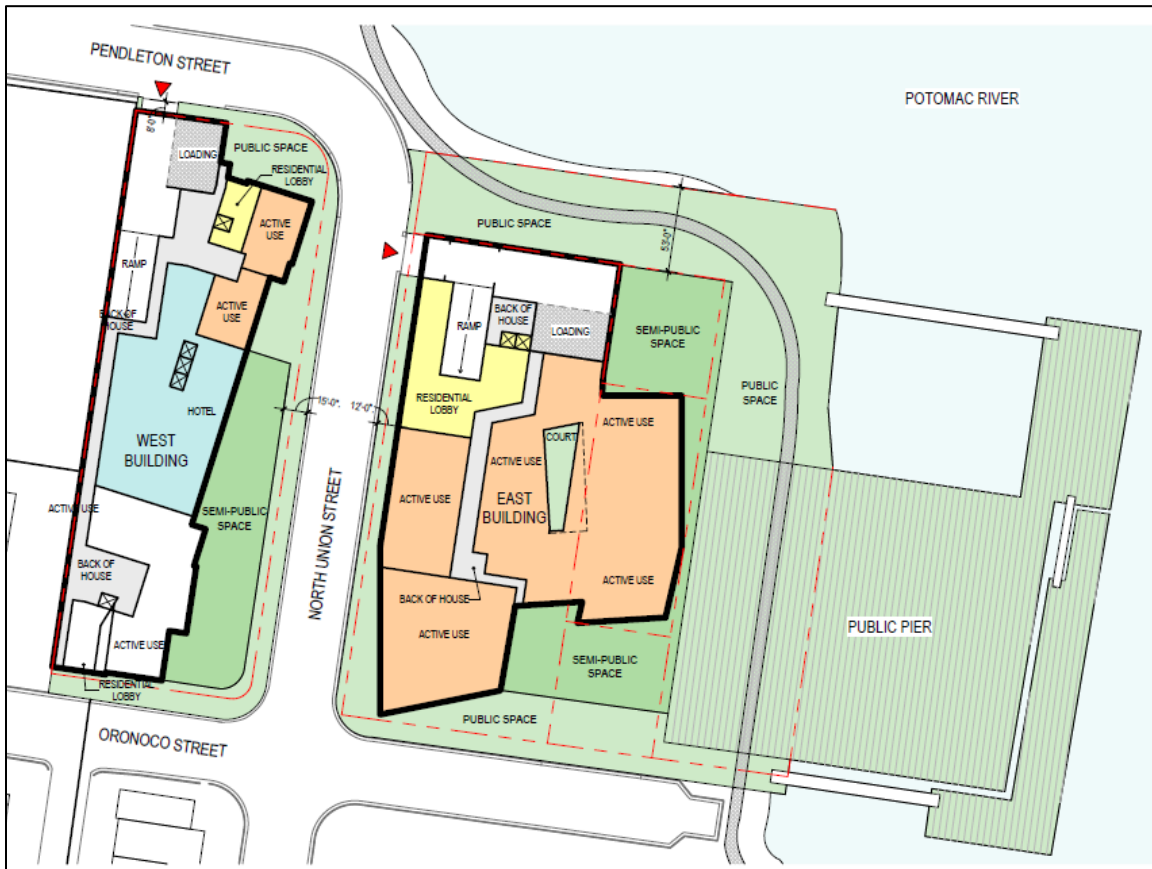 PENDLETON STREET
POTOMAC RIVER
8'-0"
LOADING
PUBLIC SPACE
RESIDENTIAL
LOBBY
ACTIVE
USE
RAMP
BACK OF
HOUSE
ACTIVE
USE
HOTEL
WEST
BUILDING
SEMI-PUBLIC
SPACE
ACTIVE USE
BACK OF
HOUSE
ACTIVE USE
RESIDENTIAL
LOBBY
ORONOCO STREET
NORTH UNION STREET
15'-0"
12'-0"
PUBLIC SPACE
53'-0"
RAMP
BACK OF
HOUSE
LOADING
SEMI-PUBLIC
SPACE
RESIDENTIAL
LOBBY
PUBLIC
SPACE
ACTIVE USE
COURT
ACTIVE USE
ACTIVE USE
EAST
BUILDING
ACTIVE USE
BACK OF HOUSE
ACTIVE USE
SEMI-PUBLIC
SPACE
PUBLIC SPACE
PUBLIC PIER